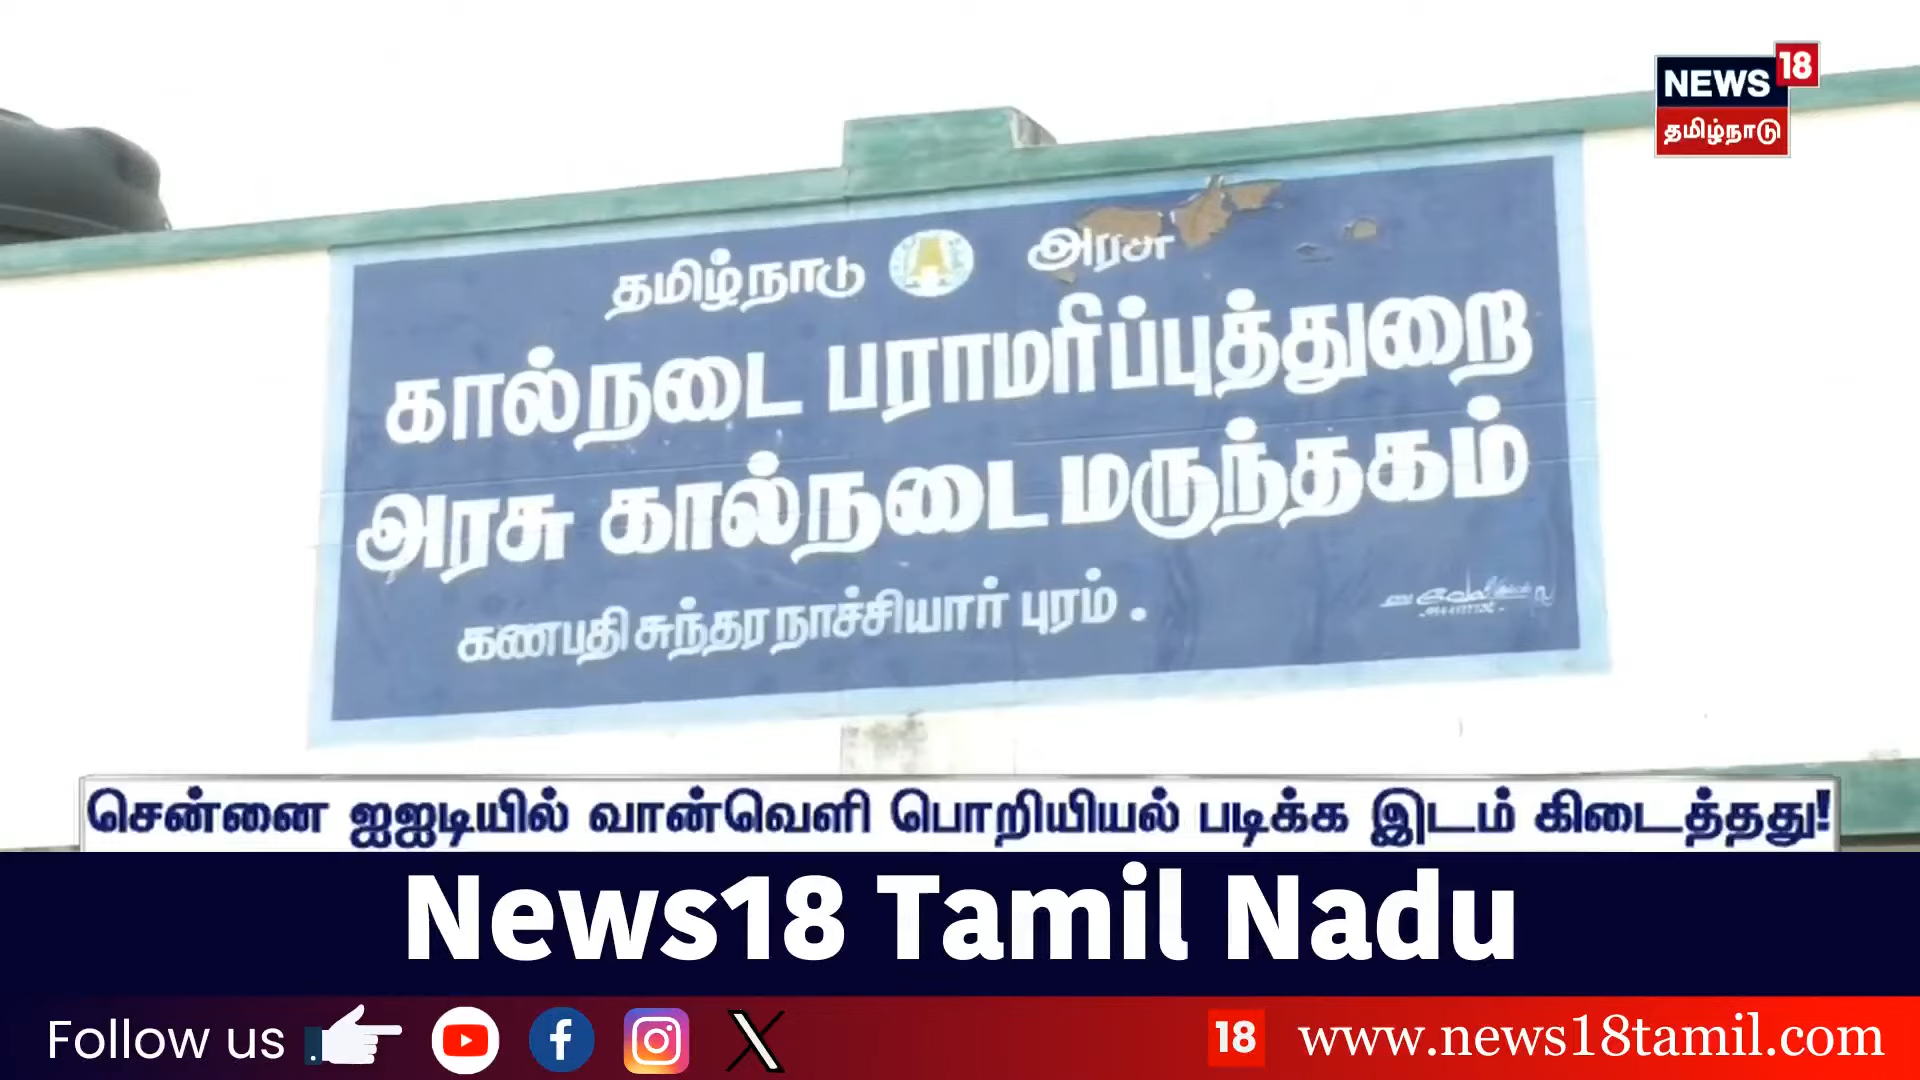 NEWS 18
தமிழ்நாடு
தமிழ்நாடு அரசு
கால்நடை பராமரிப்புத்துறை
அரசு கால்நடை மருந்தகம்
கணபதி சுந்தர நாச்சியார் புரம் .
சென்னை ஐஐடியில் வான்வெளி பொறியியல் படிக்க இடம் கிடைத்தது!
News18 Tamil Nadu
Follow us
18 www.news18tamil.com